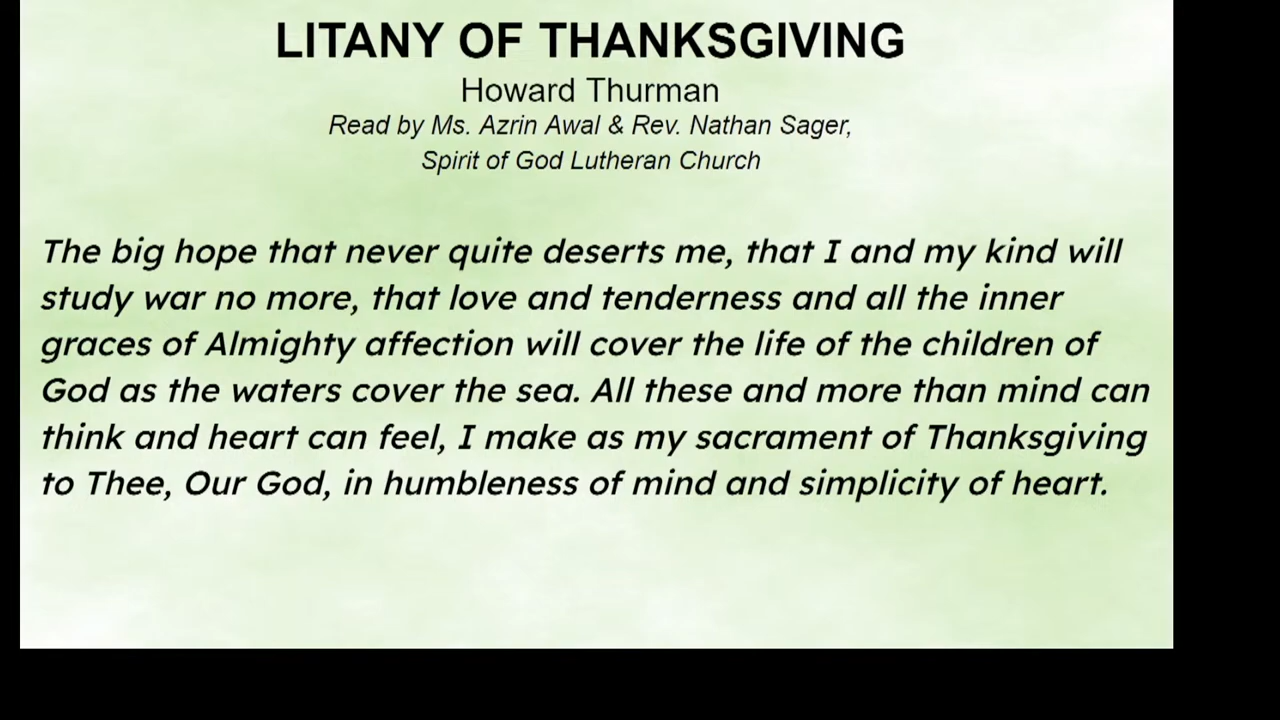 LITANY OF THANKSGIVING
Howard Thurman
Read by Ms. Azrin Awal & Rev. Nathan Sager,
Spirit of God Lutheran Church
The big hope that never quite deserts me, that I and my kind will
study war no more, that love and tenderness and all the inner
graces of Almighty affection will cover the life of the children of
God as the waters cover the sea. All these and more than mind can
think and heart can feel, I make as my sacrament of Thanksgiving
to Thee, Our God, in humbleness of mind and simplicity of heart.